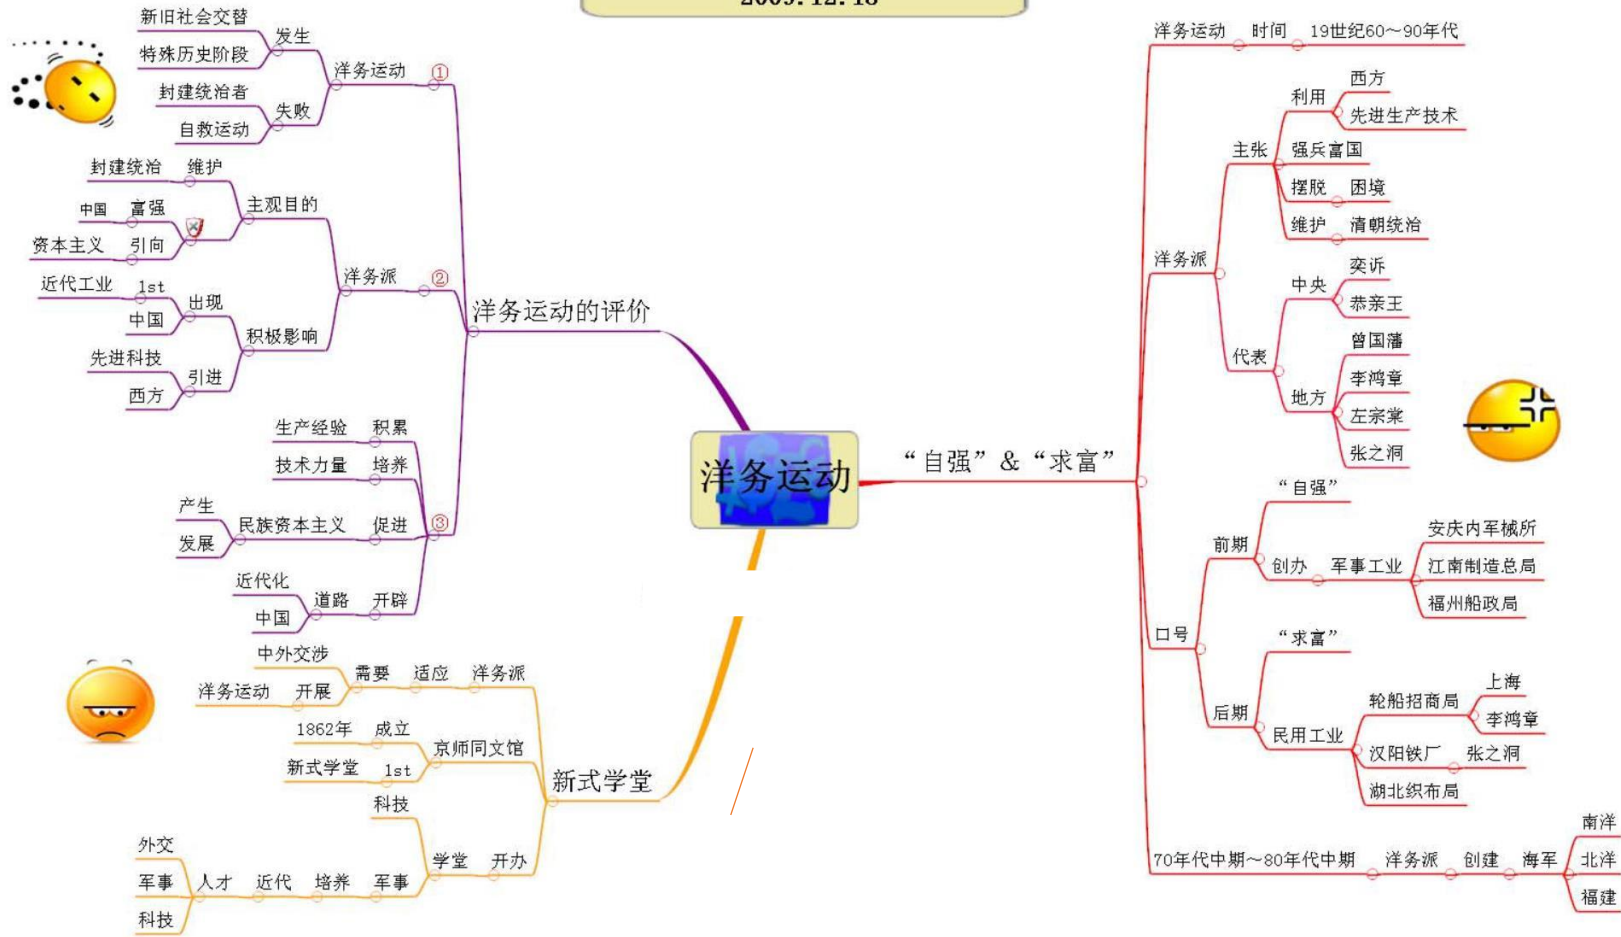 2009.12.18
洋务运动
洋务运动的评价
①
洋务运动
发生
新旧社会交替
特殊历史阶段
失败
封建统治者
自救运动
②
洋务派
主观目的
维护
封建统治
富强
中国
引向
资本主义
积极影响
出现
1st
近代工业
中国
引进
先进科技
西方
③
积累
生产经验
培养
技术力量
促进
民族资本主义
产生
发展
开辟
道路
近代化
中国
新式学堂
洋务派
适应
需要
中外交涉
开展
洋务运动
京师同文馆
成立
1862年
1st
新式学堂
开办
学堂
科技
军事
培养
近代
人才
外交
军事
科技
“自强”&“求富”
洋务运动
时间
19世纪60～90年代
洋务派
主张
利用
西方
先进生产技术
强兵富国
摆脱
困境
维护
清朝统治
代表
中央
奕诉
恭亲王
地方
曾国藩
李鸿章
左宗棠
张之洞
口号
前期
“自强”
创办
军事工业
安庆内军械所
江南制造总局
福州船政局
后期
“求富”
民用工业
轮船招商局
上海
李鸿章
汉阳铁厂
张之洞
湖北织布局
70年代中期～80年代中期
洋务派
创建
海军
南洋
北洋
福建